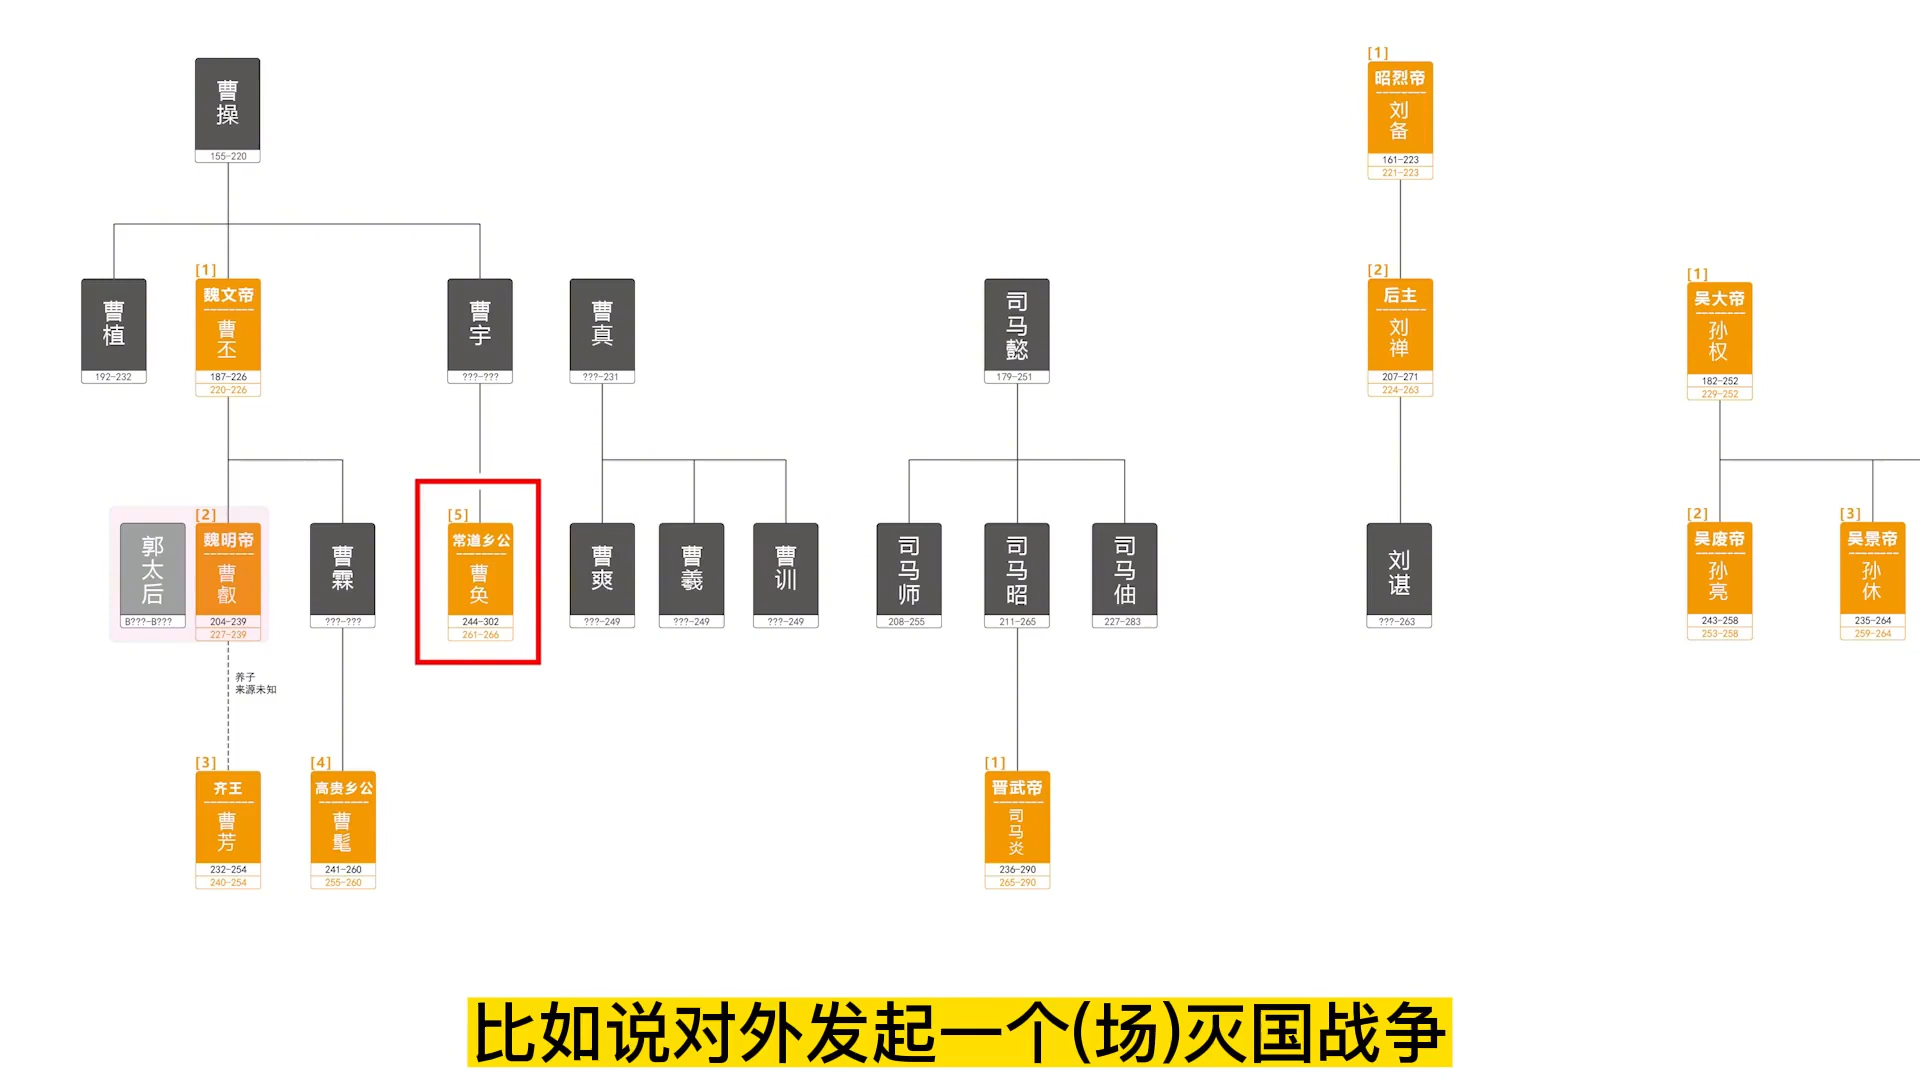 曹操
155-220
[1]
昭烈帝
刘备
161-223
221-223
曹植
192-232
[1]
魏文帝
曹丕
187-226
220-226
曹宇
???-???
曹真
???-231
司马懿
179-251
[2]
后主
刘禅
207-271
224-263
[1]
吴大帝
孙权
182-252
229-252
郭太后
B???-B???
[2]
魏明帝
曹叡
204-239
227-239
曹霖
???-???
[5]
常道乡公
曹奂
244-302
261-266
曹爽
???-249
曹羲
???-249
曹训
???-249
司马师
208-255
司马昭
211-265
司马伷
227-283
刘谌
???-263
[2]
吴废帝
孙亮
243-258
253-258
[3]
吴景帝
孙休
235-264
259-264
养子
来源未知
[3]
齐王
曹芳
232-254
240-254
[4]
高贵乡公
曹髦
241-260
255-260
[1]
晋武帝
司马炎
236-290
265-290
比如说对外发起一个(场)灭国战争